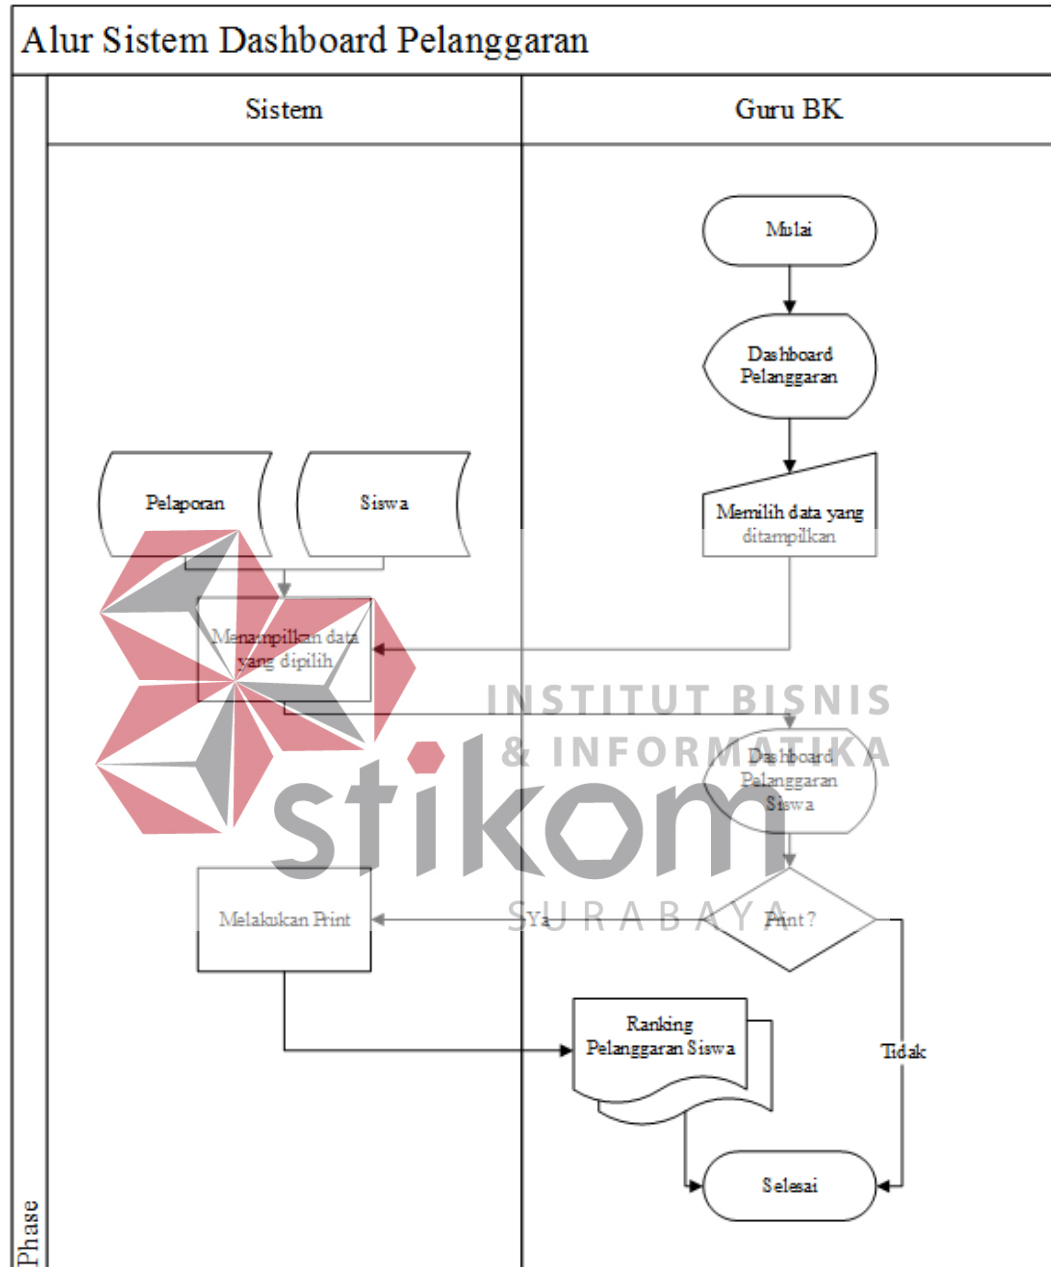 Alur Sistem Dashboard Pelanggaran
Sistem
Guru BK
Mulai
Dashboard
Pelanggaran
Pelaporan
Siswa
Memilih data yang
ditampilkan
Menampilkan data
yang dipilih
INSTITUT BISNIS
& INFORMATIKA
stikom
SURABAYA
Dashboard
Pelanggaran
Siswa
Melakukan Print
Ya
Print ?
Ranking
Pelanggaran Siswa
Tidak
Selesai
Phase